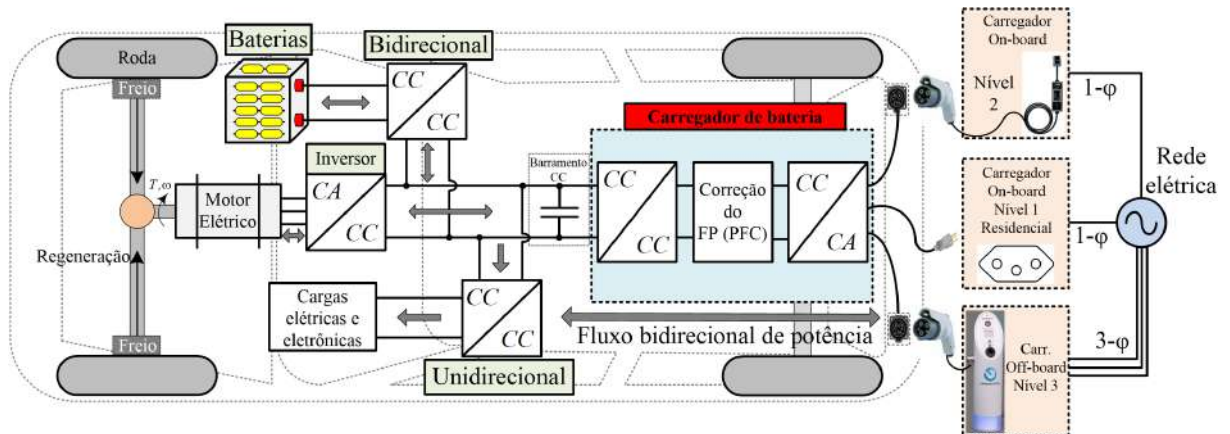 Roda
Freio
Baterias
Bidirecional
CC
CC
Carregador de bateria
Inversor
CA
CC
Barramento
CC
T,ω
Motor
Elétrico
Regeneração
CC
CC
Correção
do
FP (PFC)
CC
CA
Cargas
elétricas e
eletrônicas
CC
CC
Unidirecional
Fluxo bidirecional de potência
Freio
Carregador
On-board
Nível
2
1-φ
Carregador
On-board
Nível 1
Residencial
1-φ
Rede
elétrica
Carr.
Off-board
Nível 3
3-φ